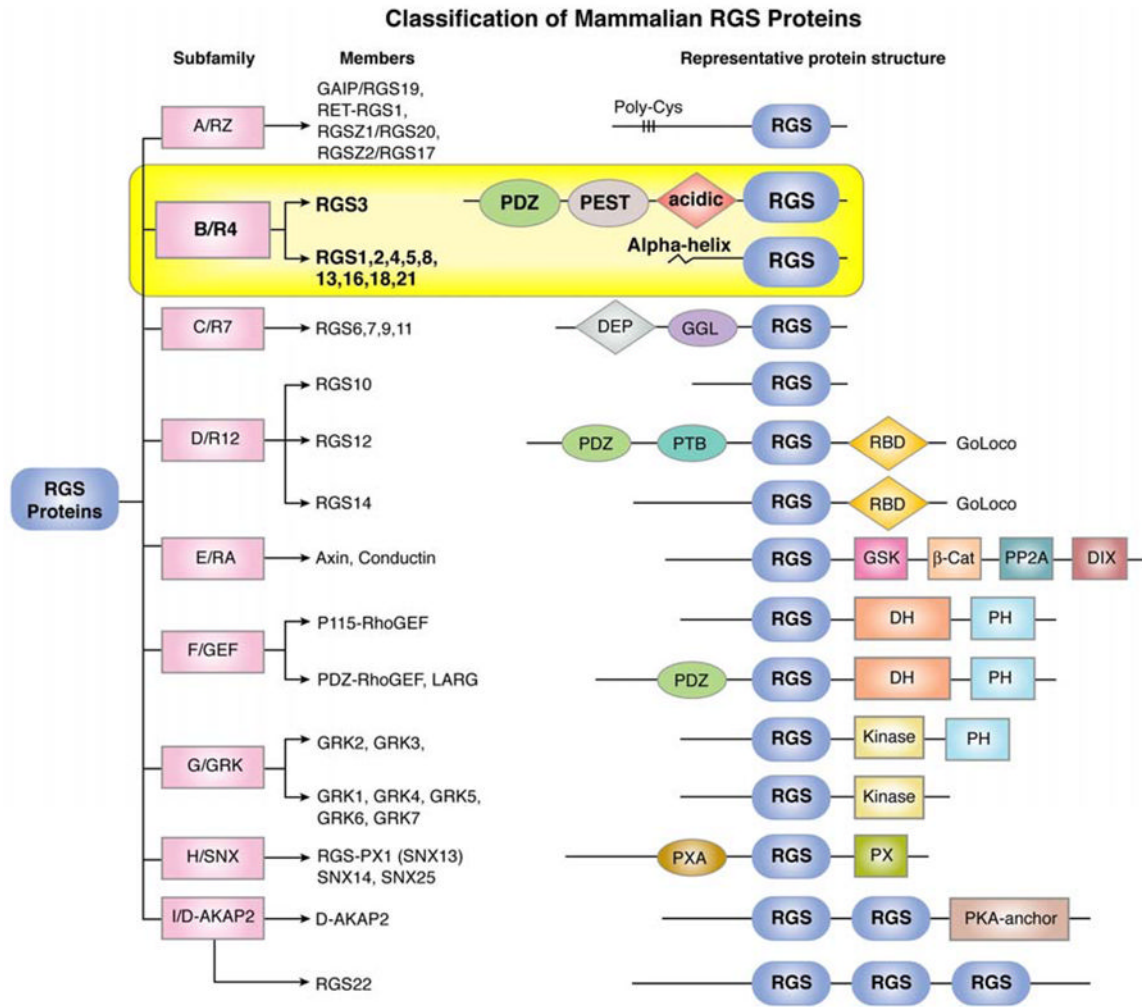 Classification of Mammalian RGS Proteins
Subfamily Members Representative protein structure
RGS
Proteins
A/RZ
GAIP/RGS19,
RET-RGS1,
RGSZ1/RGS20,
RGSZ2/RGS17
Poly-Cys
RGS
B/R4
RGS3
PDZ PEST acidic RGS
RGS1,2,4,5,8,
13,16,18,21
Alpha-helix
RGS
C/R7
RGS6,7,9,11
DEP GGL RGS
D/R12
RGS10
RGS
RGS12
PDZ PTB RGS RBD GoLoco
RGS14
RGS RBD GoLoco
E/RA
Axin, Conductin
RGS GSK β-Cat PP2A DIX
F/GEF
P115-RhoGEF
RGS DH PH
PDZ-RhoGEF, LARG
PDZ RGS DH PH
G/GRK
GRK2, GRK3,
RGS Kinase PH
GRK1, GRK4, GRK5,
GRK6, GRK7
RGS Kinase
H/SNX
RGS-PX1 (SNX13)
SNX14, SNX25
PXA RGS PX
I/D-AKAP2
D-AKAP2
RGS RGS PKA-anchor
RGS22
RGS RGS RGS